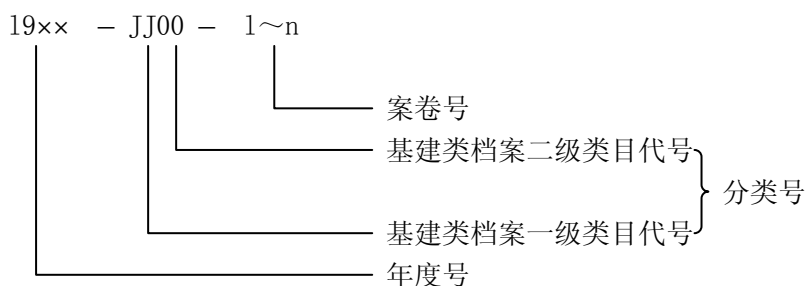 19×× - JJ00 - 1～n
案卷号
基建类档案二级类目代号
分类号
基建类档案一级类目代号
年度号